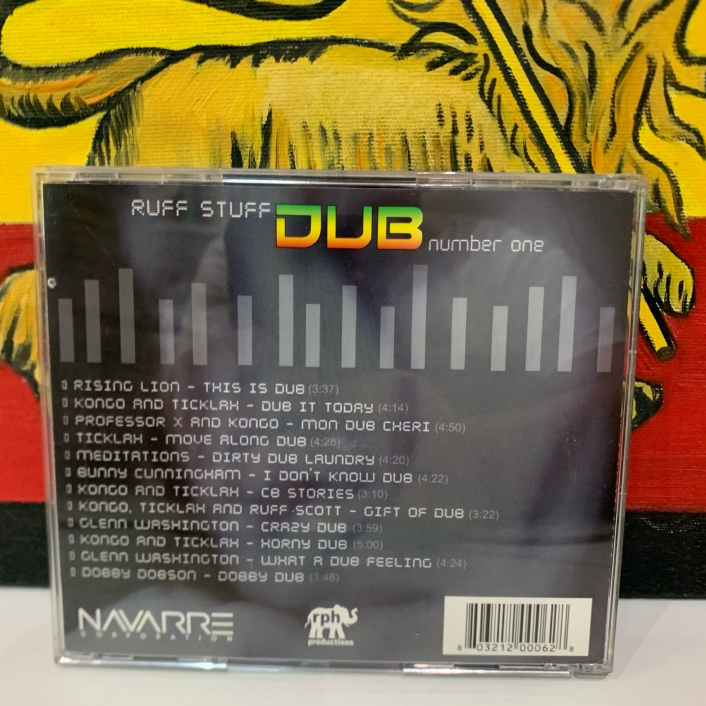 RUFF STUFF DUB number one
RISING LION - THIS IS DUB (3:37)
KONGO AND TICKLAH - DUB IT TODAY (4:14)
PROFESSOR X AND KONGO - MON DUB CHERI (4:50)
TICKLAH - MOVE ALONG DUB (4:28)
MEDITATIONS - DIRTY DUB LAUNDRY (4:20)
BUNNY CUNNINGHAM - I DON'T KNOW DUB (4:22)
KONGO AND TICKLAH - CB STORIES (3:10)
KONGO, TICKLAH AND RUFF SCOTT - GIFT OF DUB (3:22)
GLENN WASHINGTON - CRAZY DUB (3:59)
KONGO AND TICKLAH - HORNY DUB (5:00)
GLENN WASHINGTON - WHAT A DUB FEELING (4:24)
DOBBY DOBSON - DOBBY DUB (3:48)
NAVARRE
CORPORATION
rph
productions
8 03212 00062 8